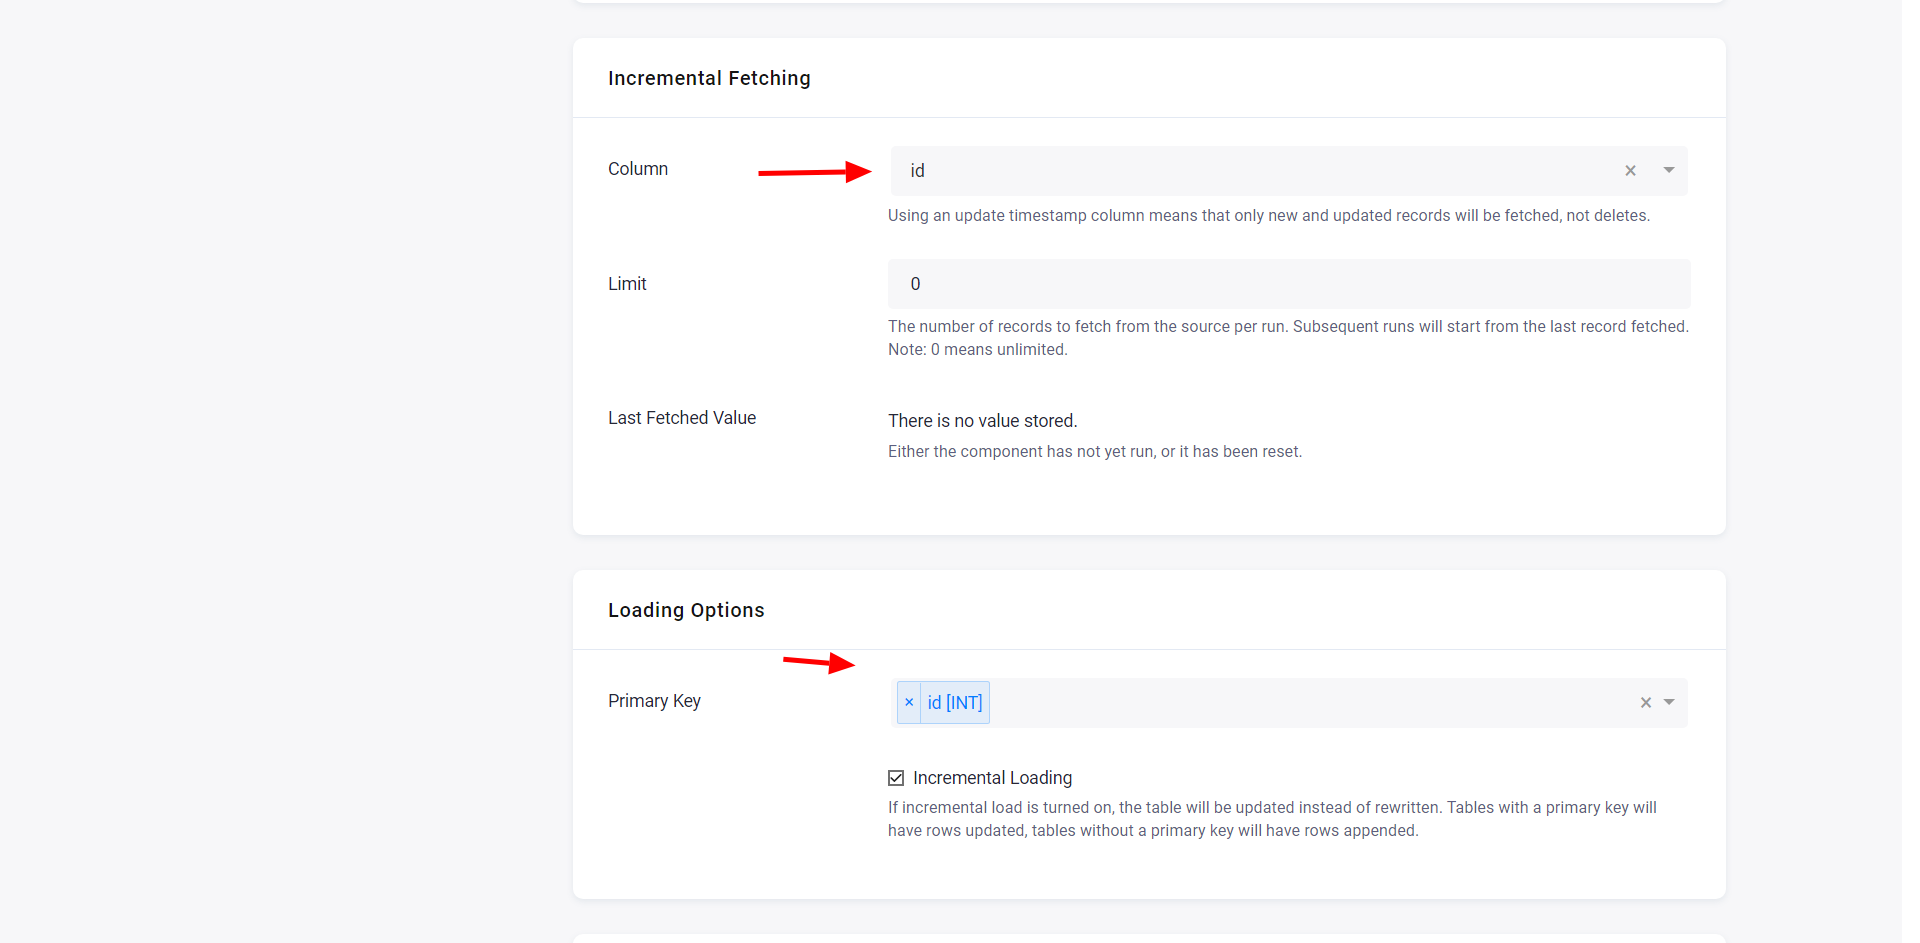 Incremental Fetching
Column
id
Using an update timestamp column means that only new and updated records will be fetched, not deletes.
Limit
0
The number of records to fetch from the source per run. Subsequent runs will start from the last record fetched.
Note: 0 means unlimited.
Last Fetched Value
There is no value stored.
Either the component has not yet run, or it has been reset.
Loading Options
Primary Key
× id [INT]
Incremental Loading
If incremental load is turned on, the table will be updated instead of rewritten. Tables with a primary key will
have rows updated, tables without a primary key will have rows appended.